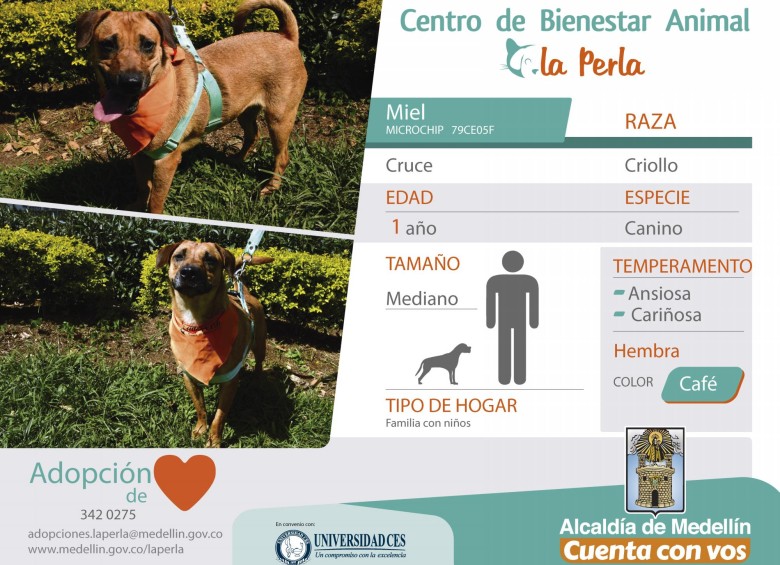 Centro de Bienestar Animal
la Perla
Miel
MICROCHIP 79CE05F
RAZA
Cruce
Criollo
EDAD
ESPECIE
1 año
Canino
TAMAÑO
Mediano
TEMPERAMENTO
- Ansiosa
- Cariñosa
Hembra
COLOR Café
TIPO DE HOGAR
Familia con niños
Adopción
de
342 0275
adopciones.laperla@medellin.gov.co
www.medellin.gov.co/laperla
En convenio con:
UNIVERSIDAD CES
Un compromiso con la excelencia
Alcaldía de Medellín
Cuenta con vos